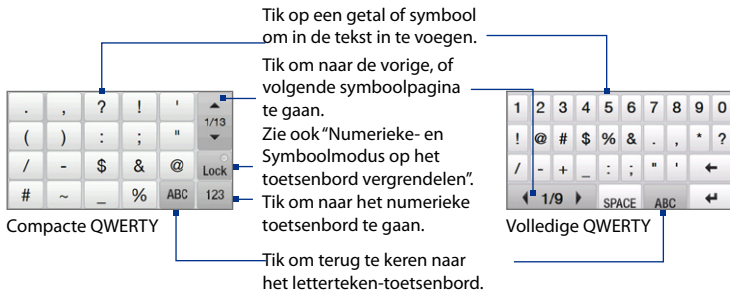 Tik op een getal of symbool
om in de tekst in te voegen.
Tik om naar de vorige, of
volgende symboolpagina
te gaan.
Zie ook “Numerieke- en
Symboolmodus op het
toetsenbord vergrendelen”.
Tik om naar het numerieke
toetsenbord te gaan.
Tik om terug te keren naar
het letterteken-toetsenbord.
. , ? ! '
1/13
( ) : ; "
/ - $ & @ Lock
# ~ _ % ABC 123
Compacte QWERTY
1 2 3 4 5 6 7 8 9 0
! @ # $ % & . , * ?
/ - + _ : ; " ' ←
1/9 SPACE ABC ↵
Volledige QWERTY